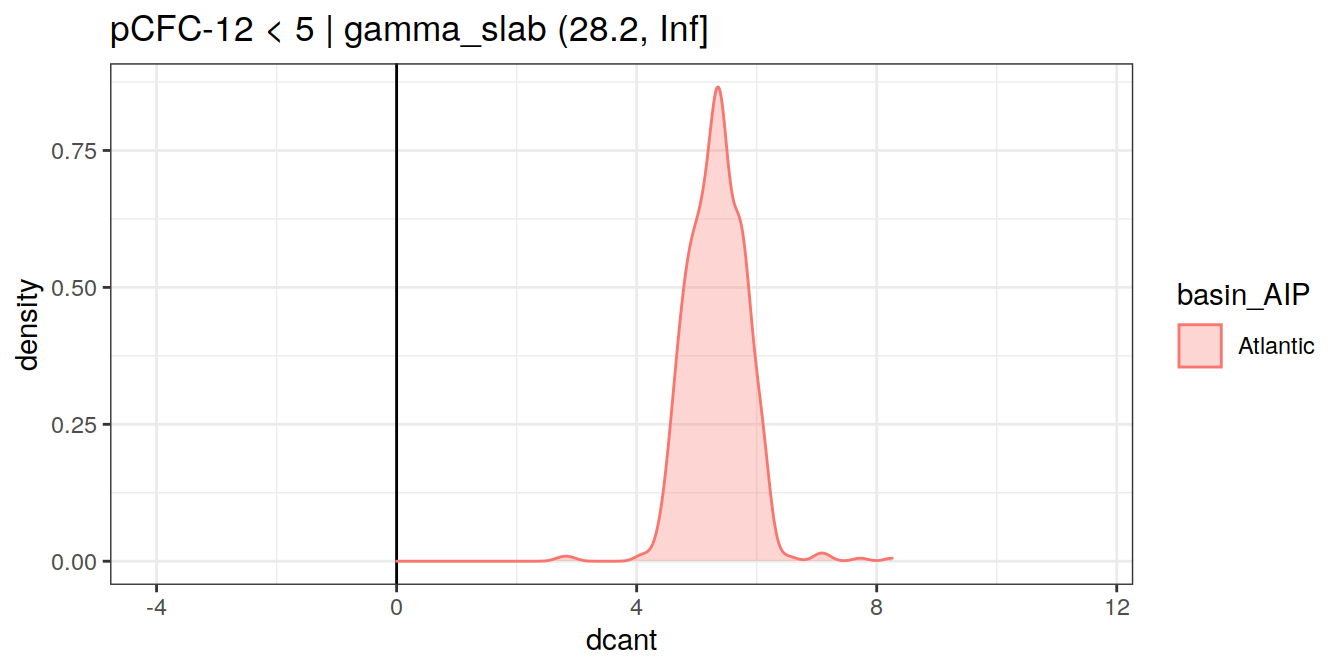 pCFC-12 < 5 | gamma_slab (28.2, Inf]
density
0.75
0.50
0.25
0.00
-4
0
4
8
12
dcant
basin_AIP
Atlantic